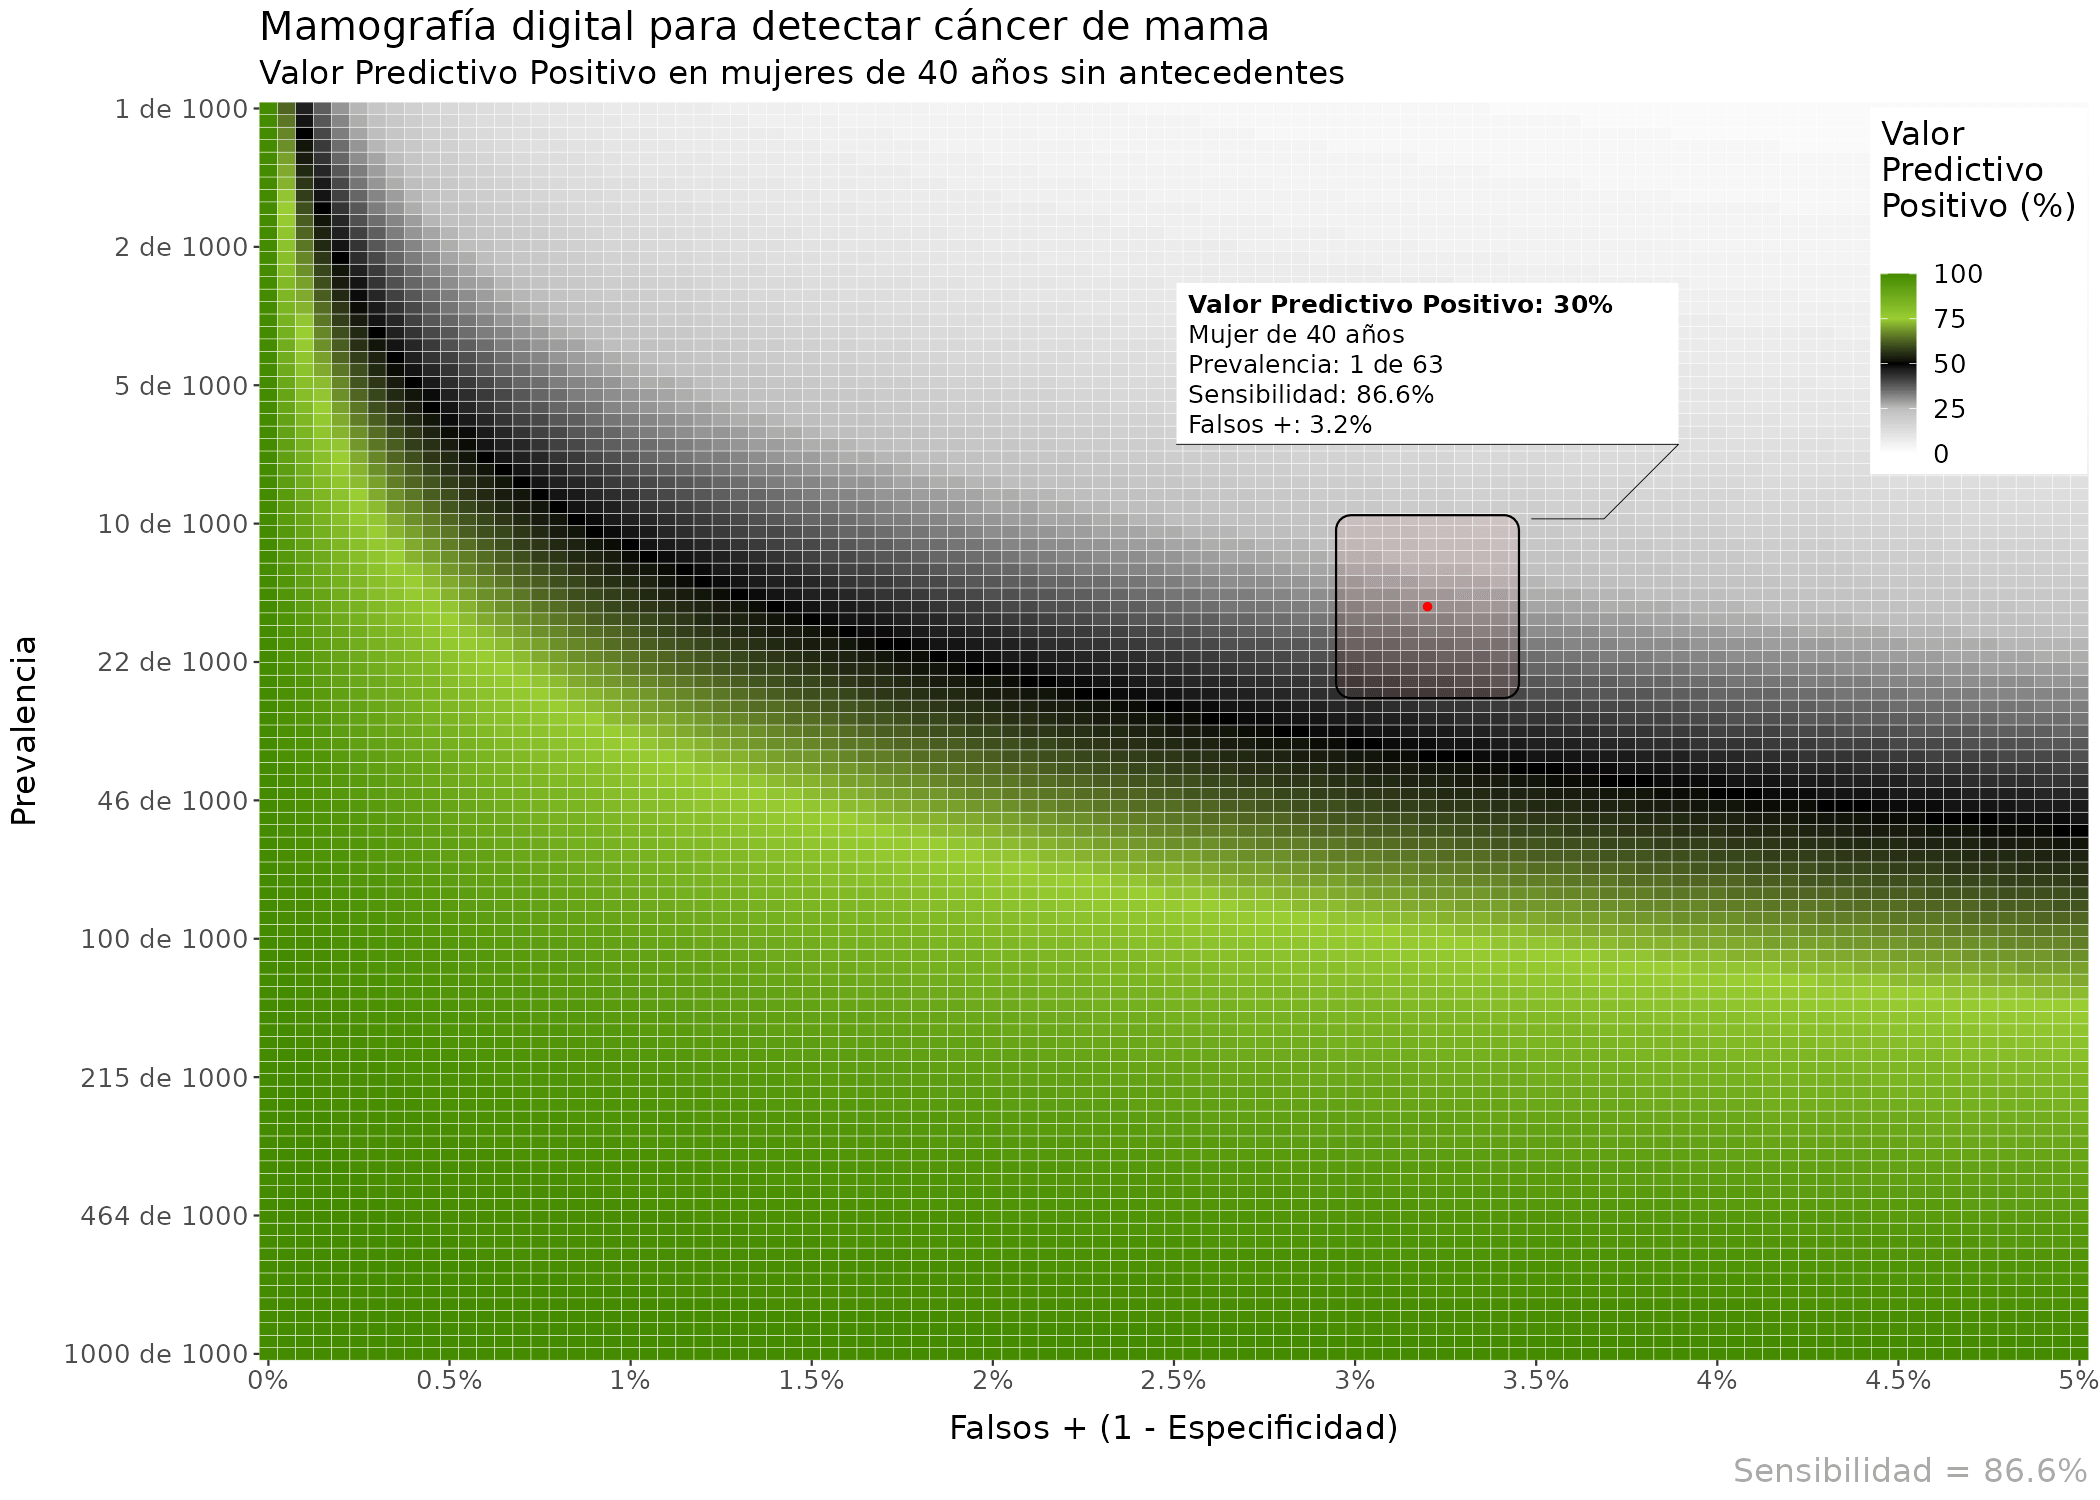 Mamografía digital para detectar cáncer de mama
Valor Predictivo Positivo en mujeres de 40 años sin antecedentes
Prevalencia
1 de 1000
2 de 1000
5 de 1000
10 de 1000
22 de 1000
46 de 1000
100 de 1000
215 de 1000
464 de 1000
1000 de 1000
Valor Predictivo Positivo: 30%
Mujer de 40 años
Prevalencia: 1 de 63
Sensibilidad: 86.6%
Falsos +: 3.2%
Valor
Predictivo
Positivo (%)
100
75
50
25
0
0% 0.5% 1% 1.5% 2% 2.5% 3% 3.5% 4% 4.5% 5%
Falsos + (1 - Especificidad)
Sensibilidad = 86.6%